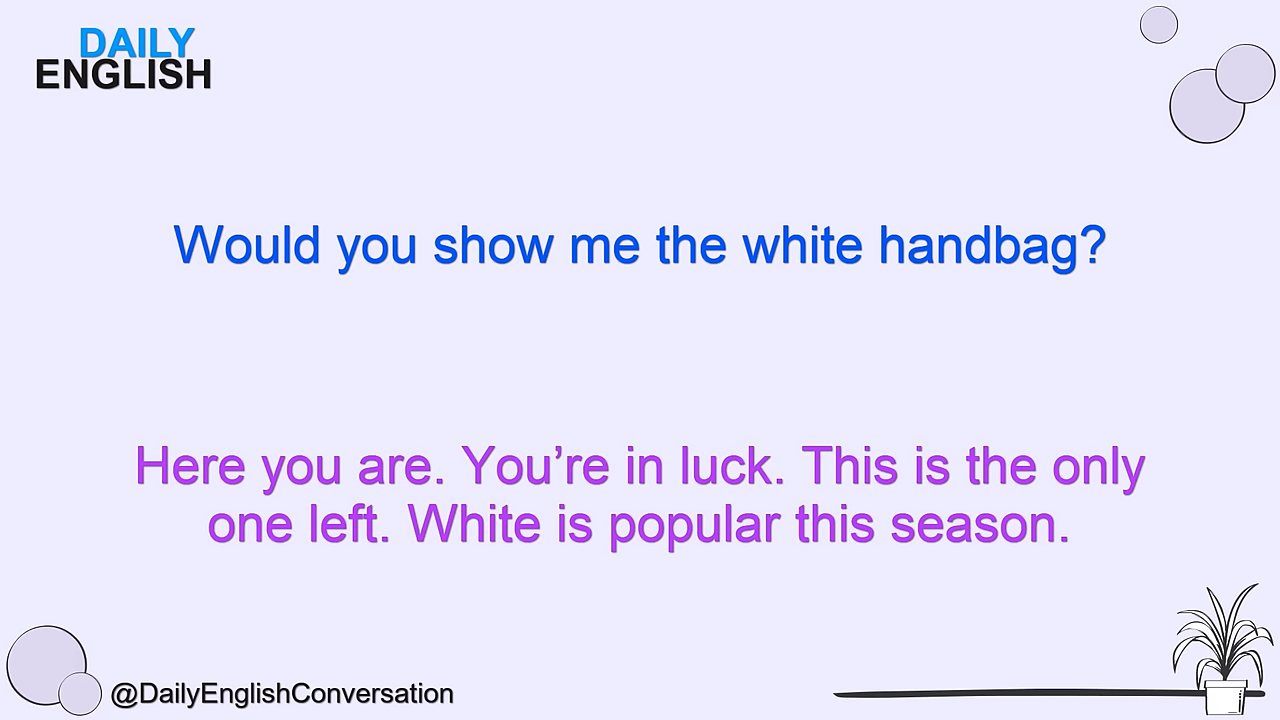 DAILY
ENGLISH
Would you show me the white handbag?
Here you are. You’re in luck. This is the only
one left. White is popular this season.
@DailyEnglishConversation